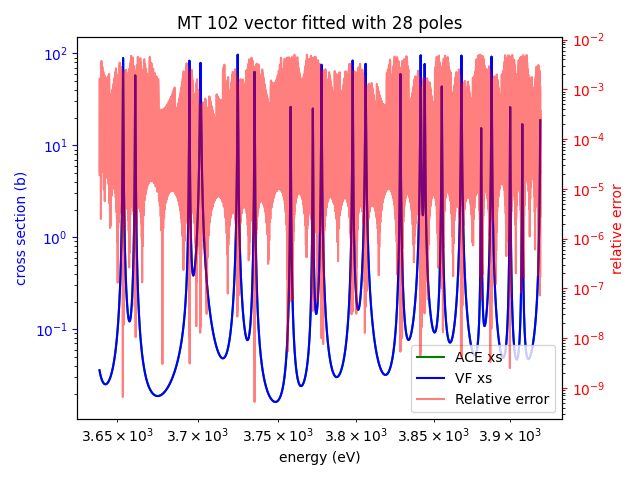 MT 102 vector fitted with 28 poles
cross section (b)
10²
10¹
10⁰
10⁻¹
10⁻²
10⁻³
10⁻⁴
10⁻⁵
10⁻⁶
10⁻⁷
10⁻⁸
10⁻⁹
relative error
ACE xs
VF xs
Relative error
3.65 × 10³ 3.7 × 10³ 3.75 × 10³ 3.8 × 10³ 3.85 × 10³ 3.9 × 10³
energy (eV)